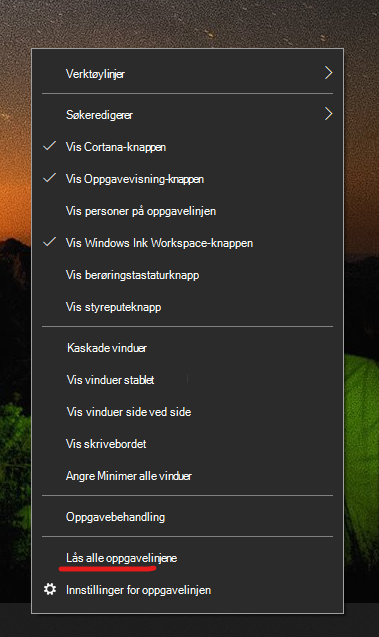 Verktøylinjer
Søkeredigerer
Vis Cortana-knappen
Vis Oppgavevisning-knappen
Vis personer på oppgavelinjen
Vis Windows Ink Workspace-knappen
Vis berøringstastaturknapp
Vis styreputeknapp
Kaskade vinduer
Vis vinduer stablet
Vis vinduer side ved side
Vis skrivebordet
Angre Minimer alle vinduer
Oppgavebehandling
Lås alle oppgavelinjene
Innstillinger for oppgavelinjen